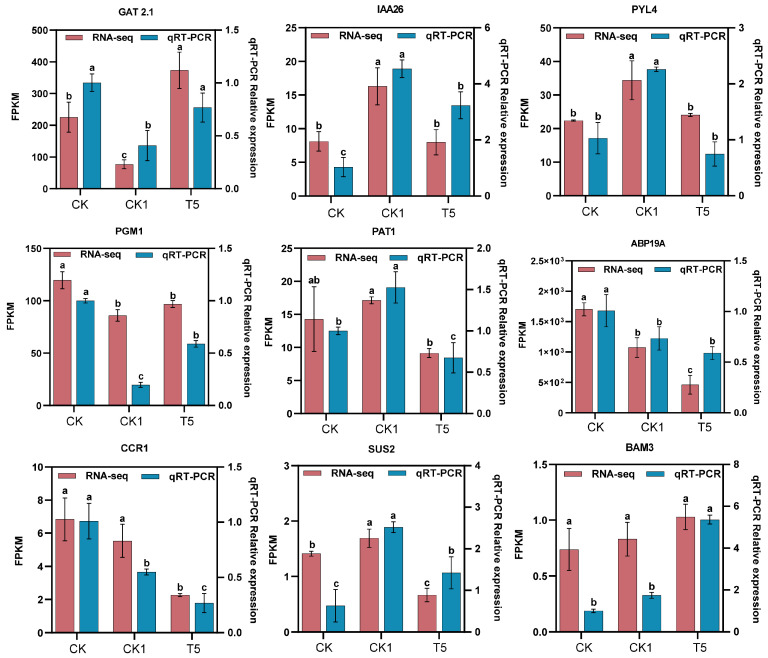 GAT 2.1
RNA-seq qRT-PCR
FPKM
qRT-PCR Relative expression
500
400
300
200
100
0
1.5
1.0
0.5
0.0
b a c b a b
CK CK1 T5
IAA26
RNA-seq qRT-PCR
FPKM
qRT-PCR Relative expression
25
20
15
10
5
0
6
4
2
0
b c a a b b
CK CK1 T5
PYL4
RNA-seq qRT-PCR
FPKM
qRT-PCR Relative expression
50
40
30
20
10
0
3
2
1
0
b b a a b b
CK CK1 T5
PGM1
RNA-seq qRT-PCR
FPKM
qRT-PCR Relative expression
150
100
50
0
1.5
1.0
0.5
0.0
a a b c b b
CK CK1 T5
PAT1
RNA-seq qRT-PCR
FPKM
qRT-PCR Relative expression
25
20
15
10
5
0
2.0
1.5
1.0
0.5
0.0
ab b a a b c
CK CK1 T5
ABP19A
RNA-seq qRT-PCR
FPKM
qRT-PCR Relative expression
2.5×10³
2×10³
1.5×10³
1×10³
5×10²
0
1.5
1.0
0.5
0.0
a a b b c b
CK CK1 T5
CCR1
RNA-seq qRT-PCR
FPKM
qRT-PCR Relative expression
10
8
6
4
2
0
1.5
1.0
0.5
0.0
a a a b b c
CK CK1 T5
SUS2
RNA-seq qRT-PCR
FPKM
qRT-PCR Relative expression
3
2
1
0
4
3
2
1
0
b c a a c b
CK CK1 T5
BAM3
RNA-seq qRT-PCR
FPKM
qRT-PCR Relative expression
1.5
1.0
0.5
0.0
8
6
4
2
0
a b a b a a
CK CK1 T5